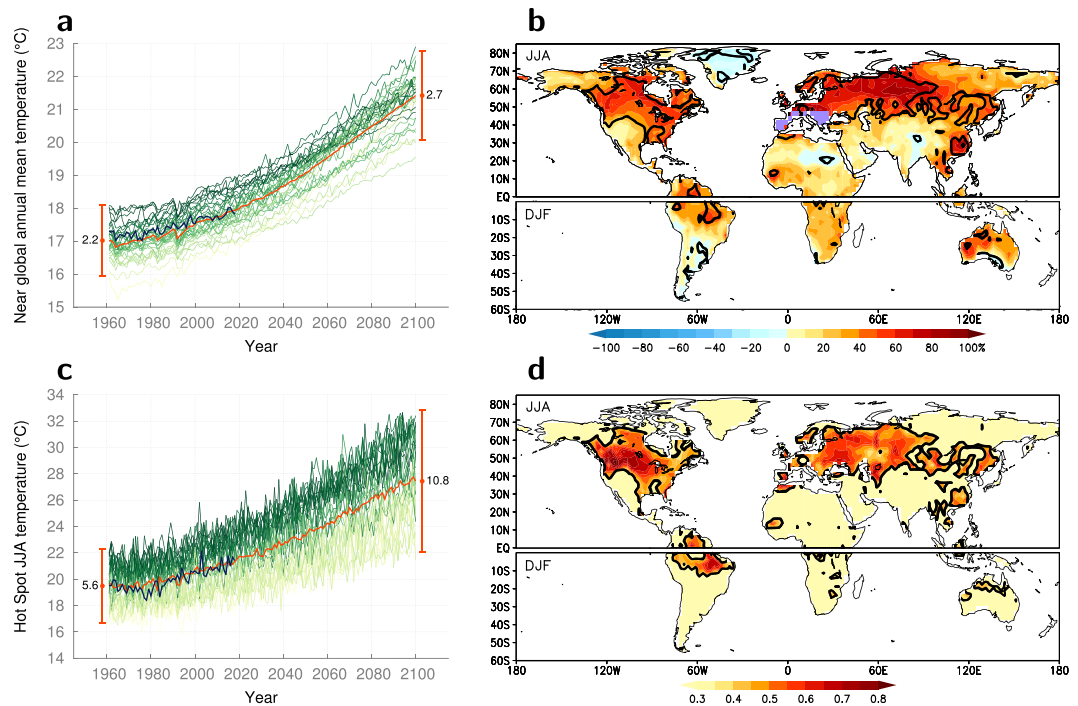 a
Near global annual mean temperature (°C)
23
22
21
20
19
18
17
16
15
2.2
2.7
1960 1980 2000 2020 2040 2060 2080 2100
Year
b
JJA
80N
70N
60N
50N
40N
30N
20N
10N
EQ
DJF
10S
20S
30S
40S
50S
60S
180 120W 60W 0 60E 120E 180
−100 −80 −60 −40 −20 0 20 40 60 80 100%
c
Hot Spot JJA temperature (°C)
34
32
30
28
26
24
22
20
18
16
14
5.6
10.8
1960 1980 2000 2020 2040 2060 2080 2100
Year
d
JJA
80N
70N
60N
50N
40N
30N
20N
10N
EQ
DJF
10S
20S
30S
40S
50S
60S
180 120W 60W 0 60E 120E 180
0.3 0.4 0.5 0.6 0.7 0.8